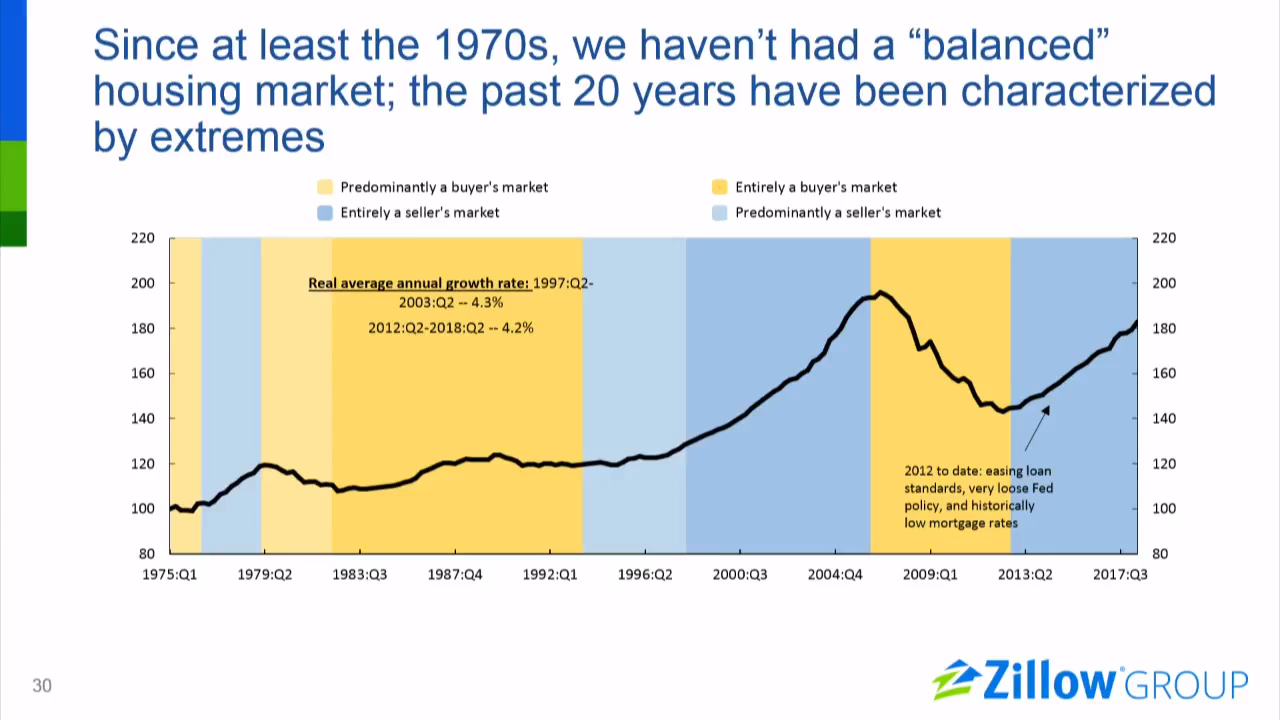 Since at least the 1970s, we haven’t had a “balanced”
housing market; the past 20 years have been characterized
by extremes
Predominantly a buyer's market
Entirely a buyer's market
Entirely a seller's market
Predominantly a seller's market
220
200
180
160
140
120
100
80
Real average annual growth rate: 1997:Q2-
2003:Q2 -- 4.3%
2012:Q2-2018:Q2 -- 4.2%
2012 to date: easing loan
standards, very loose Fed
policy, and historically
low mortgage rates
220
200
180
160
140
120
100
80
1975:Q1 1979:Q2 1983:Q3 1987:Q4 1992:Q1 1996:Q2 2000:Q3 2004:Q4 2009:Q1 2013:Q2 2017:Q3
30
Zillow® GROUP